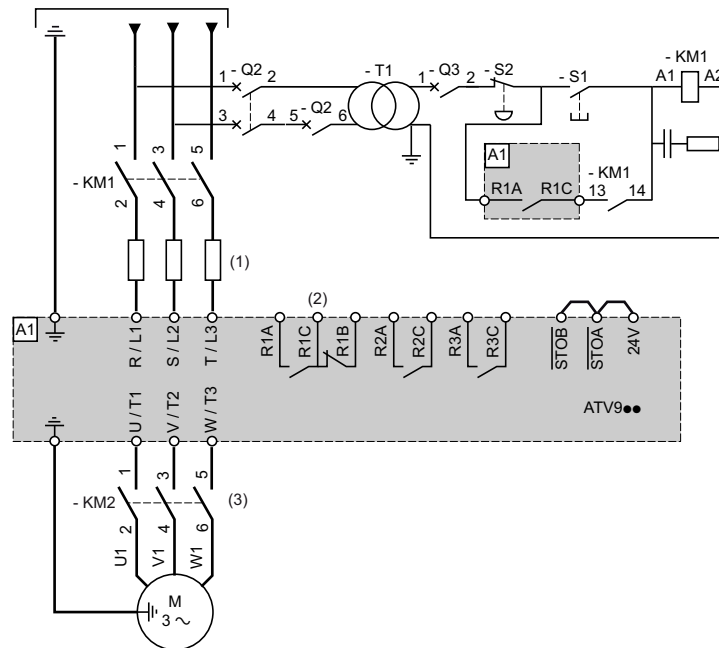 1 - Q2 2 - T1 1 - Q3 2 - S2 - S1 - KM1
A1 A2
3 4 5 - Q2 6
A1
R1A R1C
- KM1
13 14
1 3 5
- KM1
2 4 6
(1)
(2)
A1
R / L1 S / L2 T / L3 R1A R1C R1B R2A R2C R3A R3C STOB STOA 24V
U / T1 V / T2 W / T3
ATV9●●
1 3 5
- KM2 (3)
2 4 6
U1 V1 W1
M
3 ~